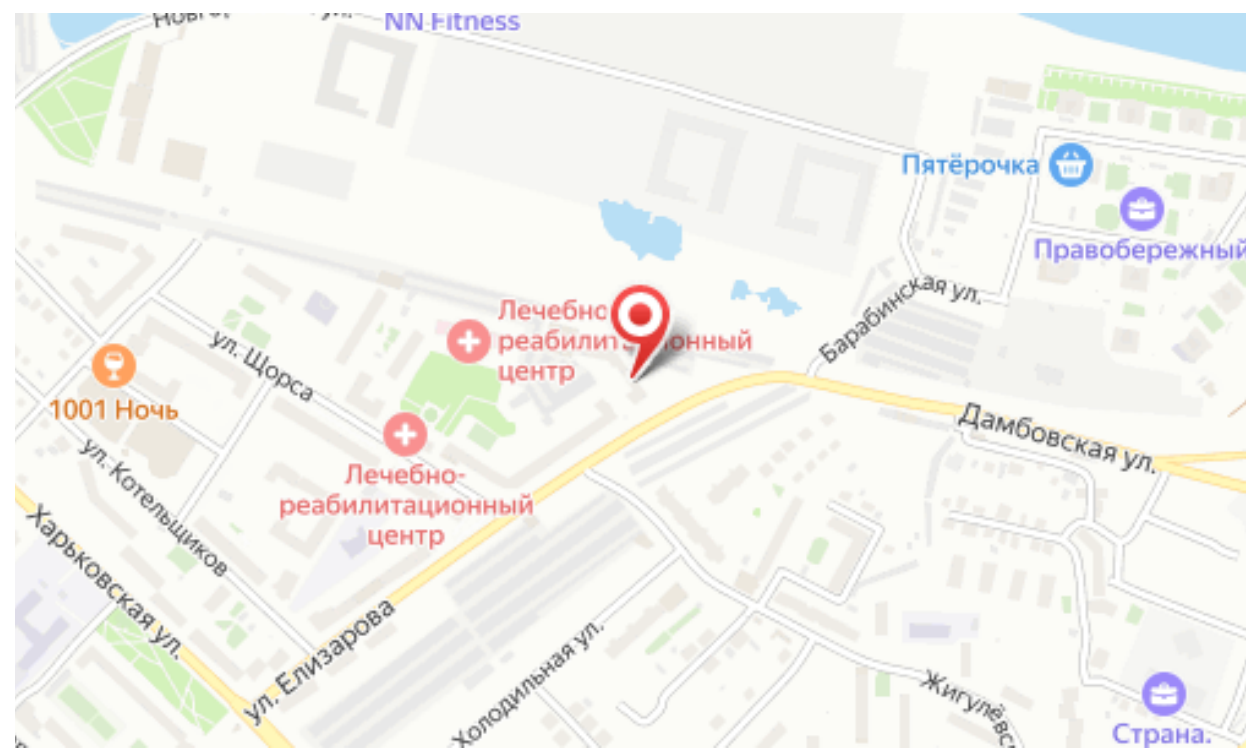 NN Fitness
Пятёрочка
Правобережный
Барабинская ул.
Лечебно-
реабилитационный
центр
ул. Щорса
1001 Ночь
Дамбовская ул.
ул. Котельщиков
Лечебно-
реабилитационный
центр
Харьковская ул.
ул. Елизарова
Холодильная ул.
Страна.